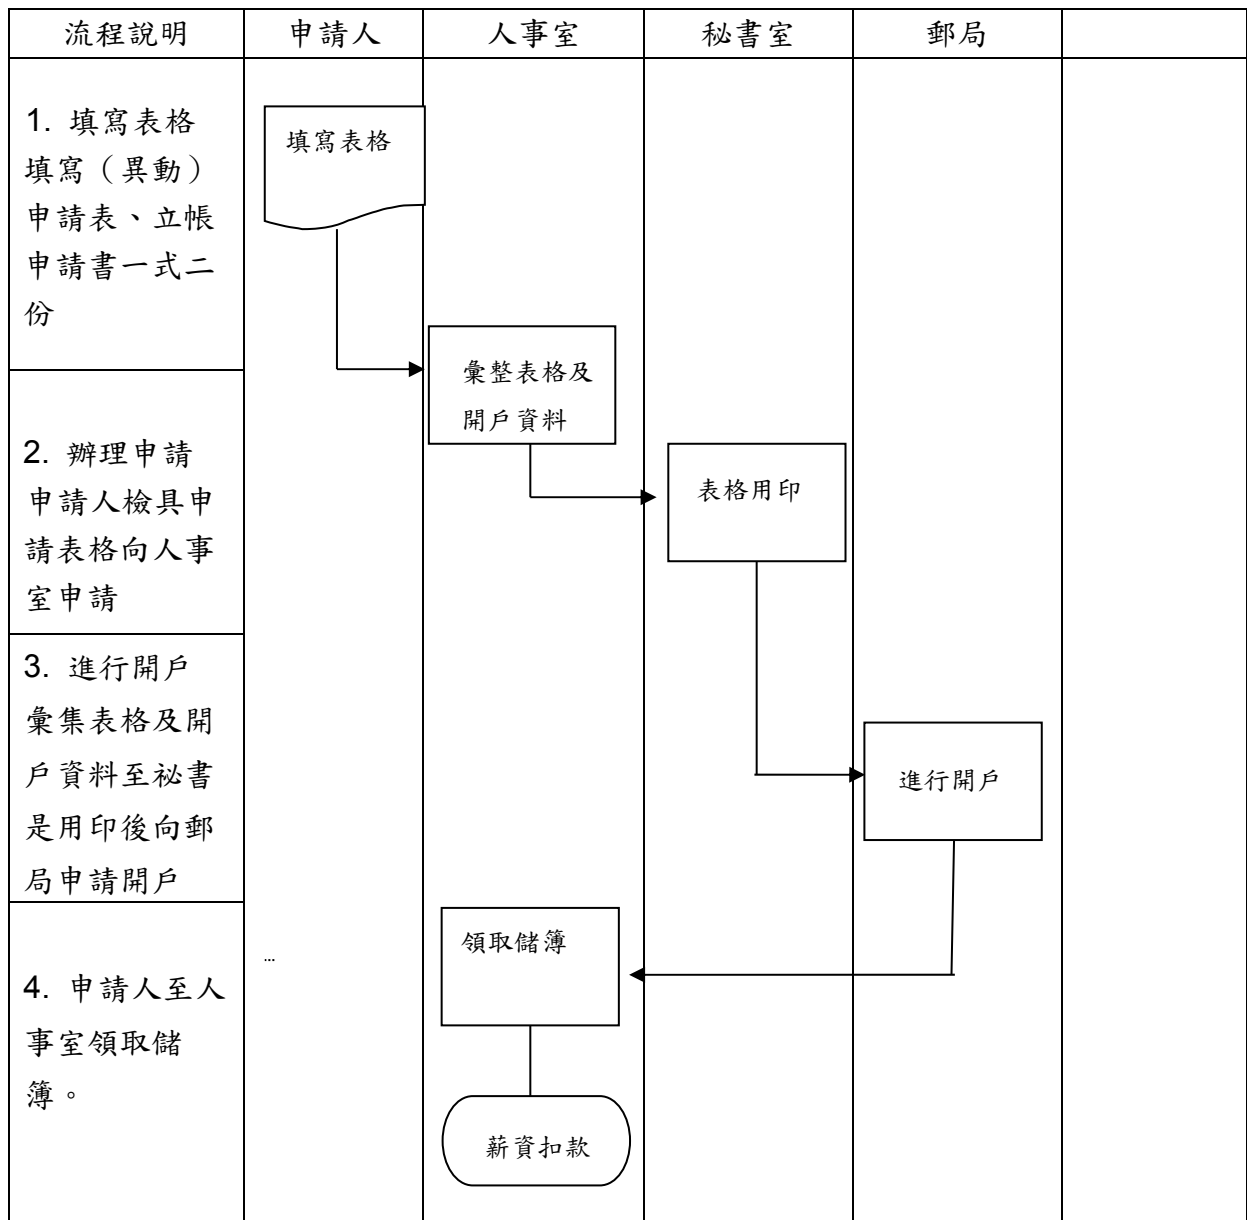 流程說明 申請人 人事室 秘書室 郵局
1. 填寫表格
填寫（異動）
申請表、立帳
申請書一式二
份
填寫表格
彙整表格及
開戶資料
2. 辦理申請
申請人檢具申
請表格向人事
室申請
表格用印
3. 進行開戶
彙集表格及開
戶資料至祕書
是用印後向郵
局申請開戶
進行開戶
4. 申請人至人
事室領取儲
簿。
…
領取儲簿
薪資扣款